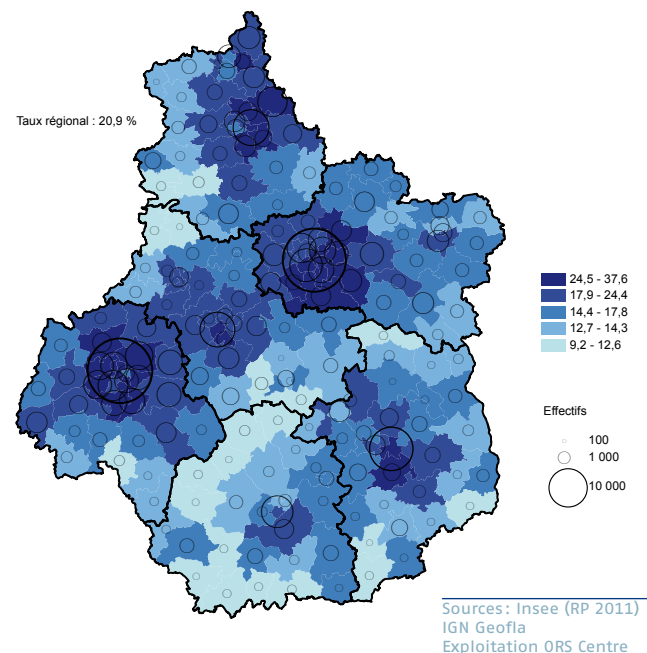 Taux régional : 20,9 %
24,5 - 37,6
17,9 - 24,4
14,4 - 17,8
12,7 - 14,3
9,2 - 12,6
Effectifs
100
1 000
10 000
Sources: Insee (RP 2011)
IGN Geofla
Exploitation ORS Centre